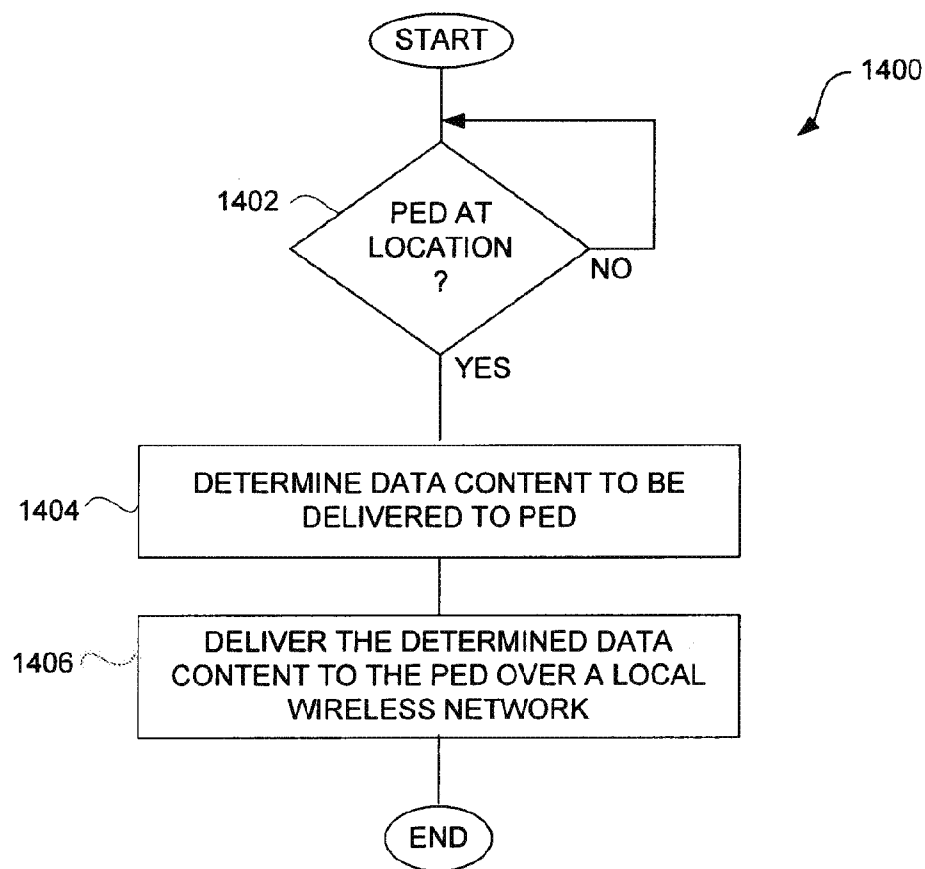 START
1400
1402
PED AT
LOCATION
?
NO
YES
1404
DETERMINE DATA CONTENT TO BE
DELIVERED TO PED
1406
DELIVER THE DETERMINED DATA
CONTENT TO THE PED OVER A LOCAL
WIRELESS NETWORK
END